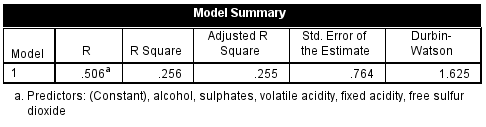 Model Summary
Model R R Square Adjusted R Square Std. Error of the Estimate Durbin-Watson
1 .506a .256 .255 .764 1.625
a. Predictors: (Constant), alcohol, sulphates, volatile acidity, fixed acidity, free sulfur
dioxide